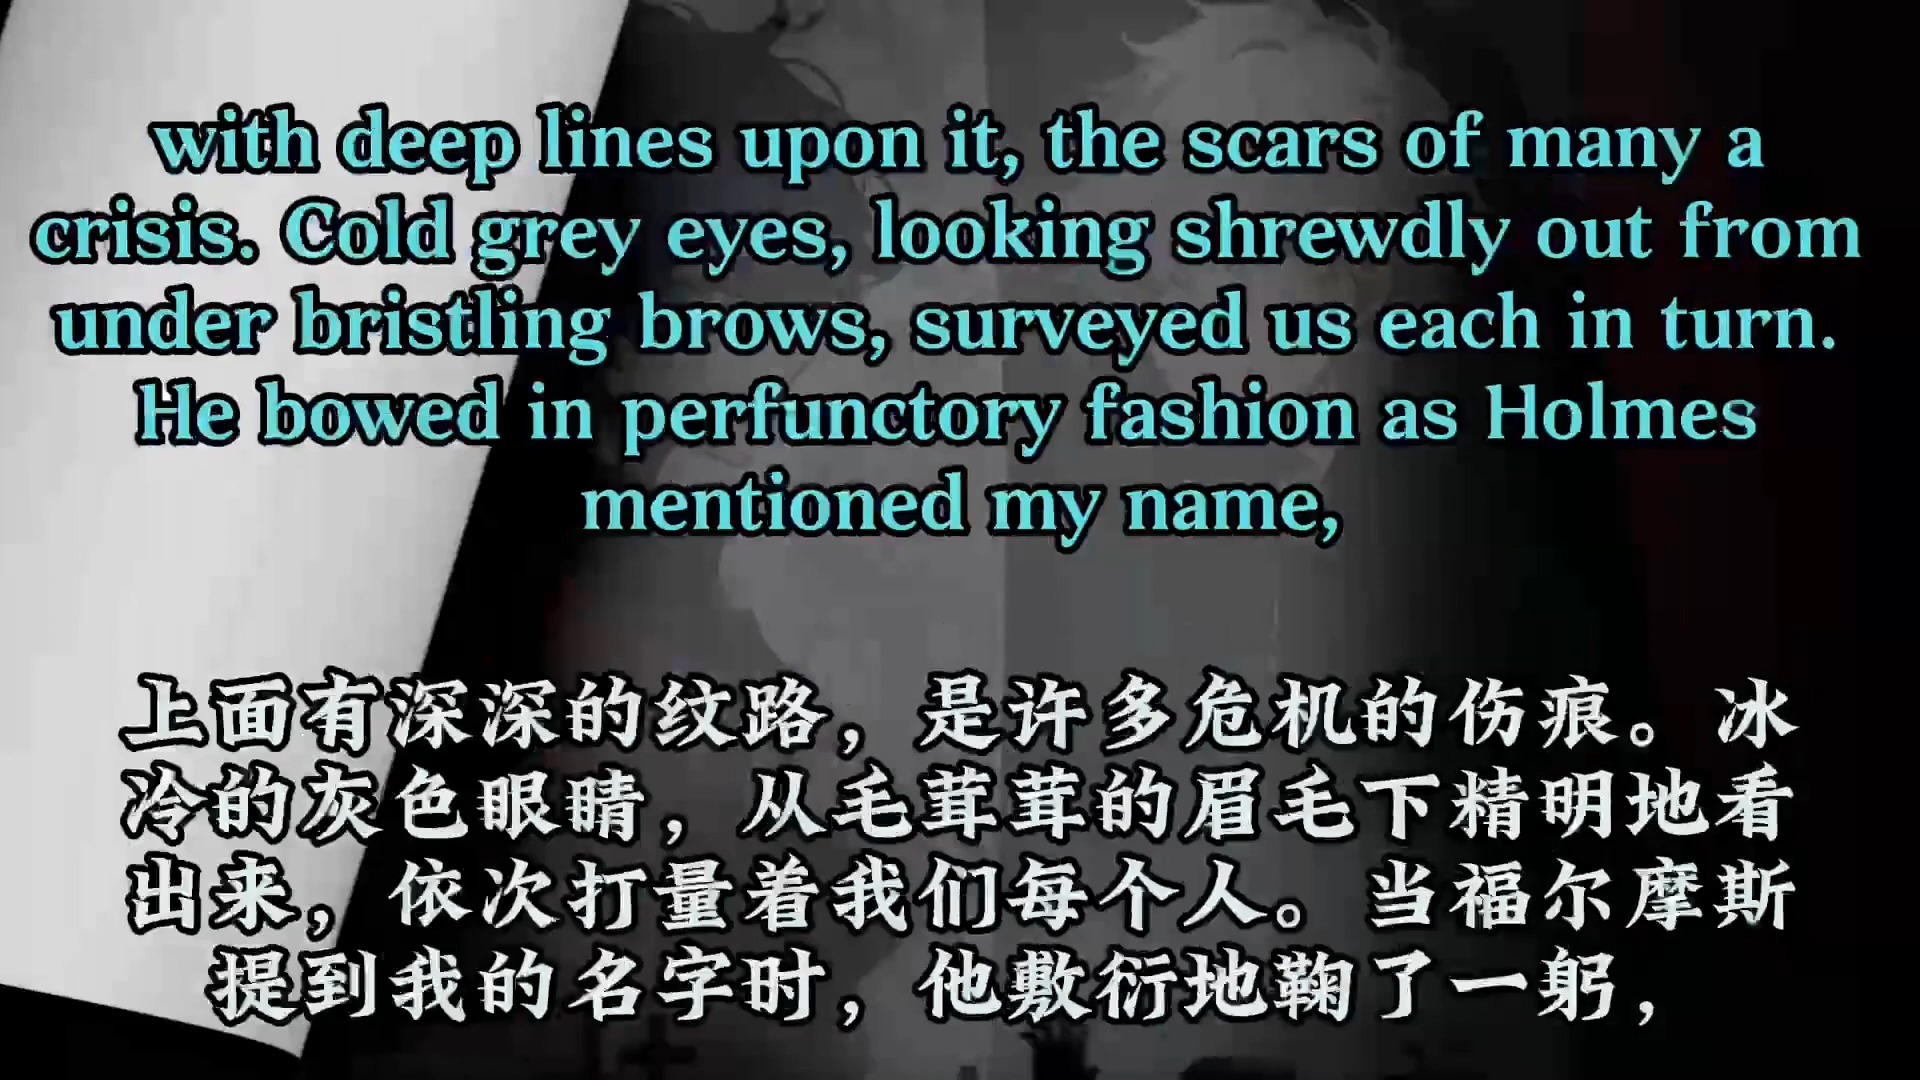 with deep lines upon it, the scars of many a
crisis. Cold grey eyes, looking shrewdly out from
under bristling brows, surveyed us each in turn.
He bowed in perfunctory fashion as Holmes
mentioned my name,
上面有深深的纹路，是许多危机的伤痕。冰
冷的灰色眼睛，从毛茸茸的眉毛下精明地看
出来，依次打量着我们每个人。当福尔摩斯
提到我的名字时，他敷衍地鞠了一躬，